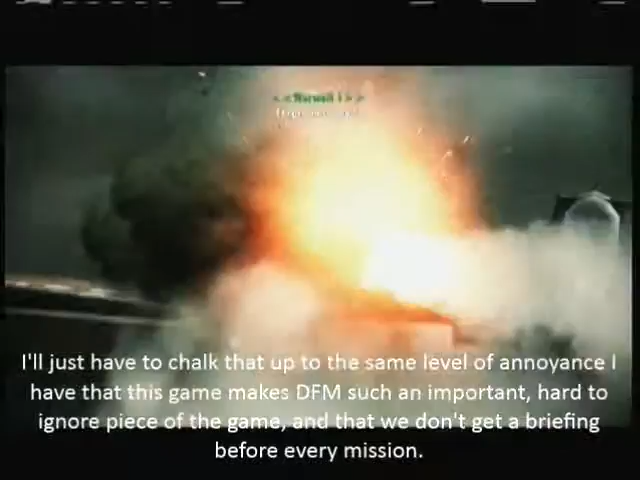 <<Warwolf 1>>
I'll just have to chalk that up to the same level of annoyance I
have that this game makes DFM such an important, hard to
ignore piece of the game, and that we don't get a briefing
before every mission.